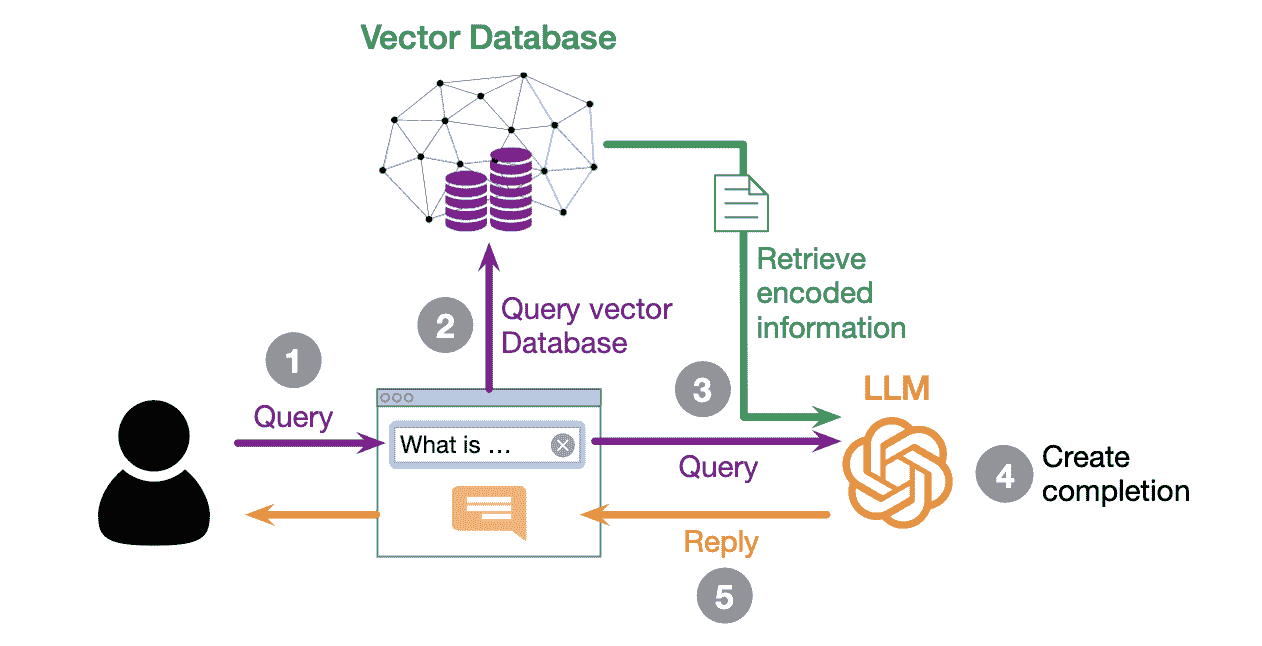 Vector Database
1
Query
2
Query vector
Database
Retrieve
encoded
information
3
What is ...
Query
LLM
4
Create
completion
Reply
5